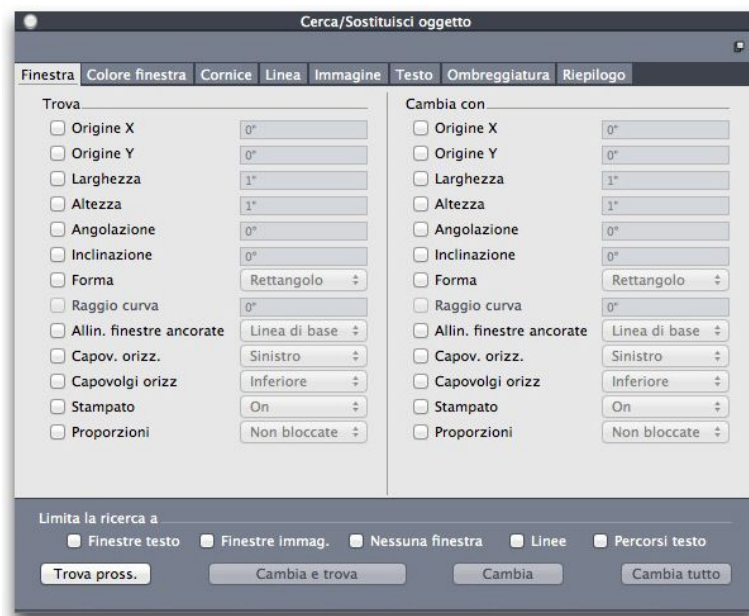 Cerca/Sostituisci oggetto
Finestra Colore finestra Cornice Linea Immagine Testo Ombreggiatura Riepilogo
Trova
Origine X 0"
Origine Y 0"
Larghezza 1"
Altezza 1"
Angolazione 0°
Inclinazione 0°
Forma Rettangolo
Raggio curva 0"
Allin. finestre ancorate Linea di base
Capov. orizz. Sinistro
Capovolgi orizz Inferiore
Stampato On
Proporzioni Non bloccate
Cambia con
Origine X 0"
Origine Y 0"
Larghezza 1"
Altezza 1"
Angolazione 0°
Inclinazione 0°
Forma Rettangolo
Raggio curva 0"
Allin. finestre ancorate Linea di base
Capov. orizz. Sinistro
Capovolgi orizz Inferiore
Stampato On
Proporzioni Non bloccate
Limita la ricerca a
Finestre testo Finestre immag. Nessuna finestra Linee Percorsi testo
Trova pross. Cambia e trova Cambia Cambia tutto